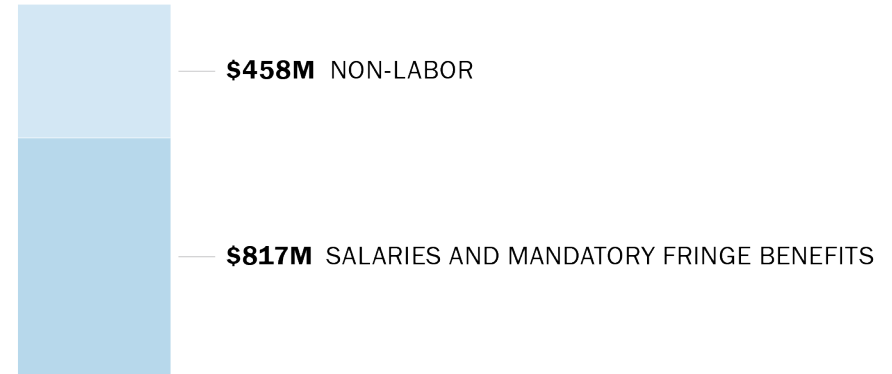 $458M NON-LABOR
$817M SALARIES AND MANDATORY FRINGE BENEFITS